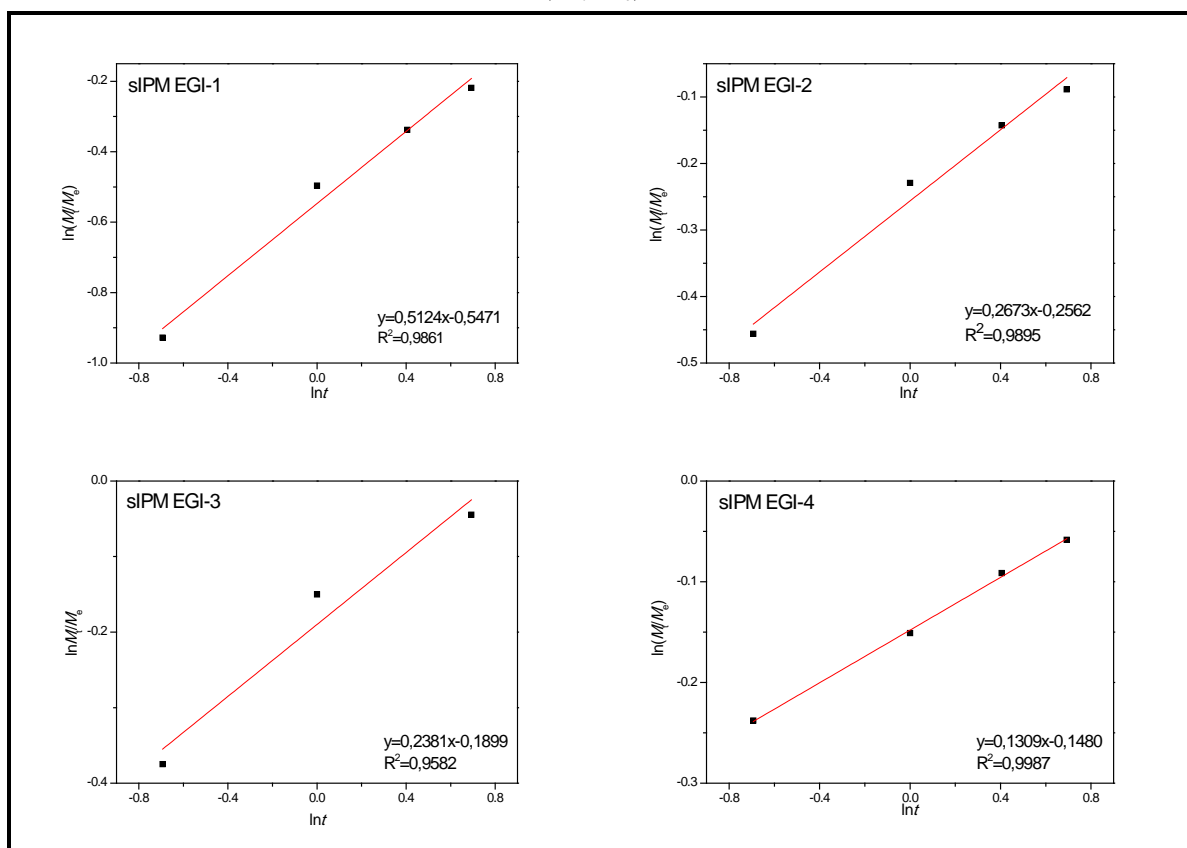 sIPM EGI-1
-0.2
-0.4
-0.6
-0.8
-1.0
ln(Mt/Me)
y=0,5124x-0,5471
R2=0,9861
-0.8 -0.4 0.0 0.4 0.8
lnt
sIPM EGI-2
-0.1
-0.2
-0.3
-0.4
-0.5
ln(Mt/Me)
y=0,2673x-0,2562
R2=0,9895
-0.8 -0.4 0.0 0.4 0.8
lnt
sIPM EGI-3
0.0
-0.2
-0.4
lnMt/Me
y=0,2381x-0,1899
R2=0,9582
-0.8 -0.4 0.0 0.4 0.8
lnt
sIPM EGI-4
0.0
-0.1
-0.2
-0.3
ln(Mt/Me)
y=0,1309x-0,1480
R2=0,9987
-0.8 -0.4 0.0 0.4 0.8
lnt